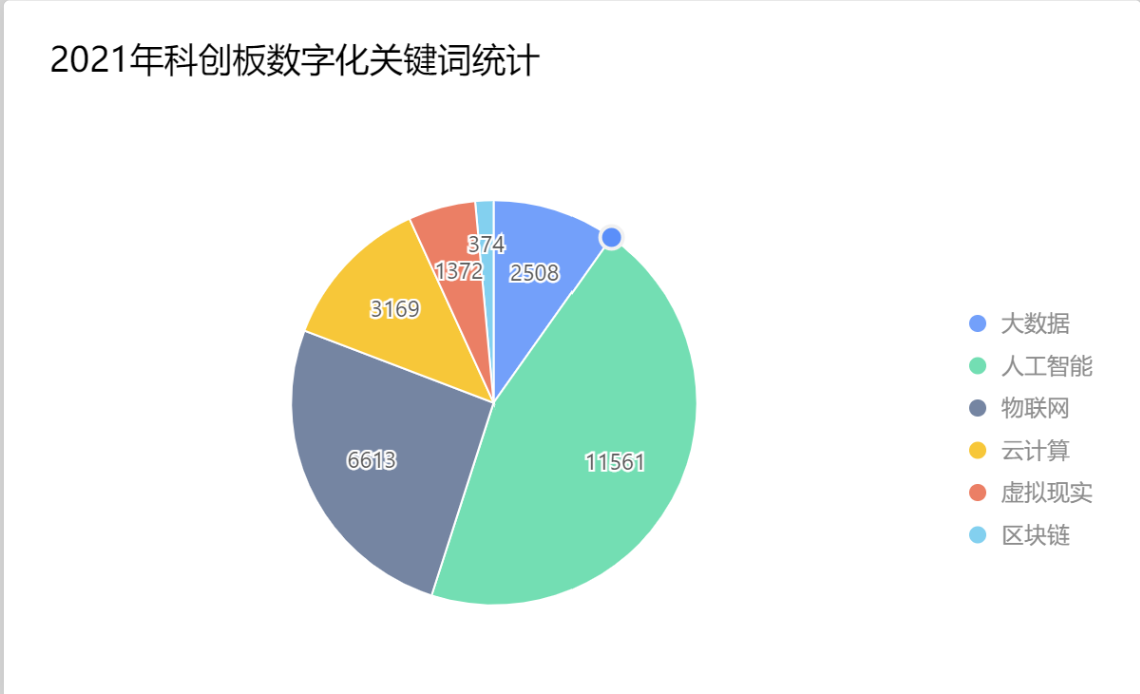 2021年科创板数字化关键词统计
374
2508
1372
3169
11561
6613
大数据
人工智能
物联网
云计算
虚拟现实
区块链